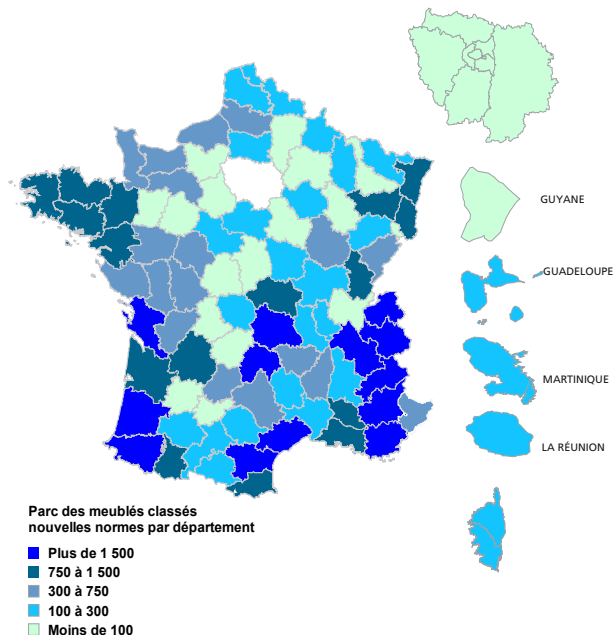 GUYANE
GUADELOUPE
MARTINIQUE
LA RÉUNION
Parc des meublés classés
nouvelles normes par département
Plus de 1 500
750 à 1 500
300 à 750
100 à 300
Moins de 100